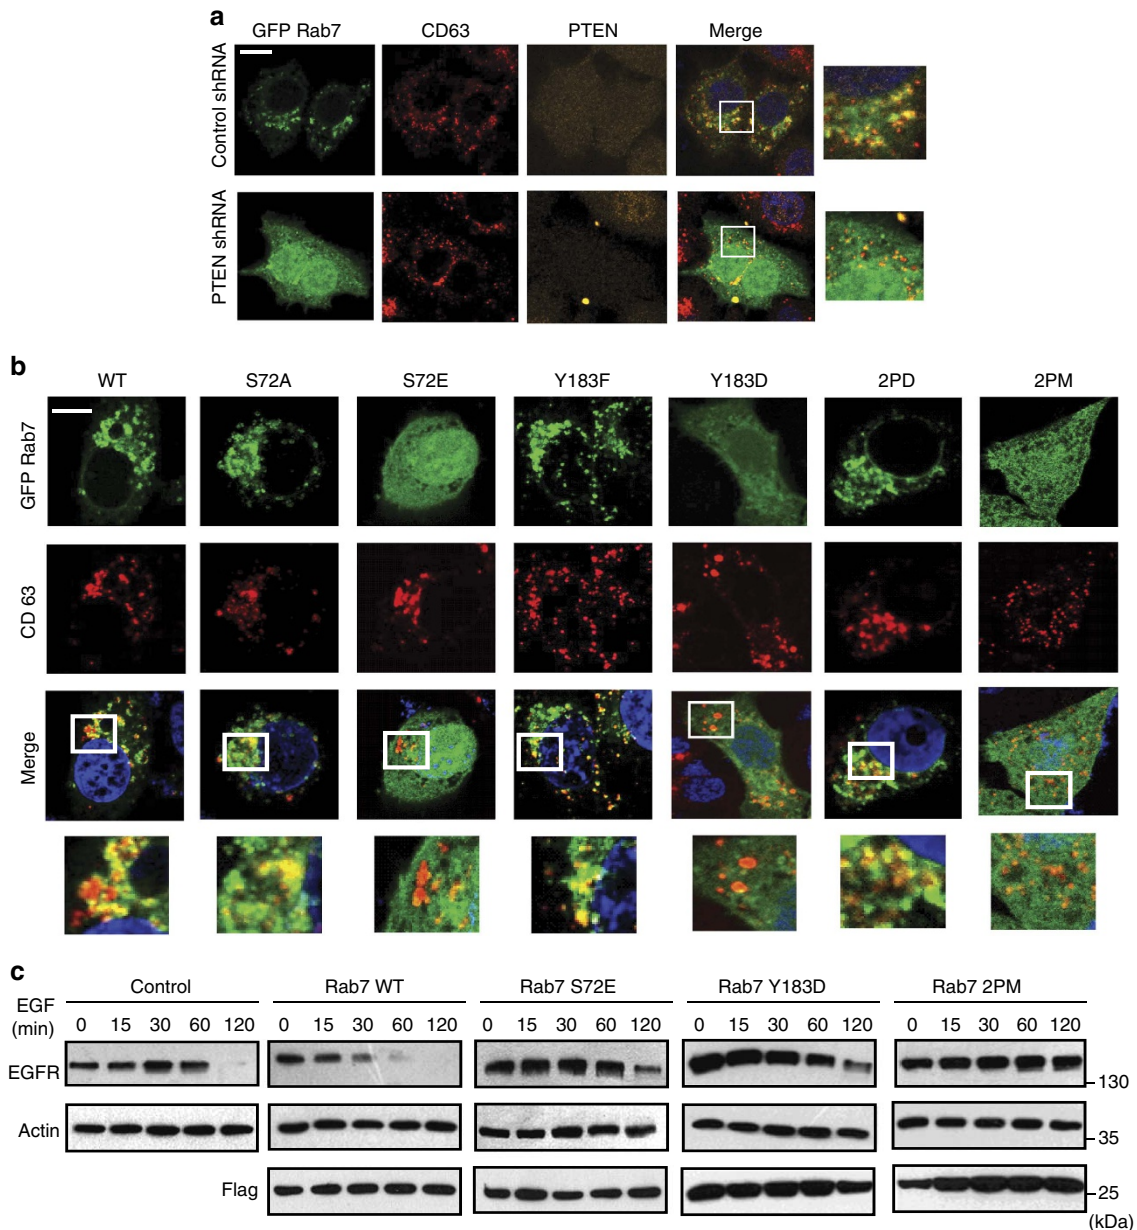 a
GFP Rab7 CD63 PTEN Merge
Control shRNA
PTEN shRNA
b
WT S72A S72E Y183F Y183D 2PD 2PM
GFP Rab7
CD 63
Merge
c
Control Rab7 WT Rab7 S72E Rab7 Y183D Rab7 2PM
EGF (min) 0 15 30 60 120 0 15 30 60 120 0 15 30 60 120 0 15 30 60 120 0 15 30 60 120
EGFR 130
Actin 35
Flag 25
(kDa)